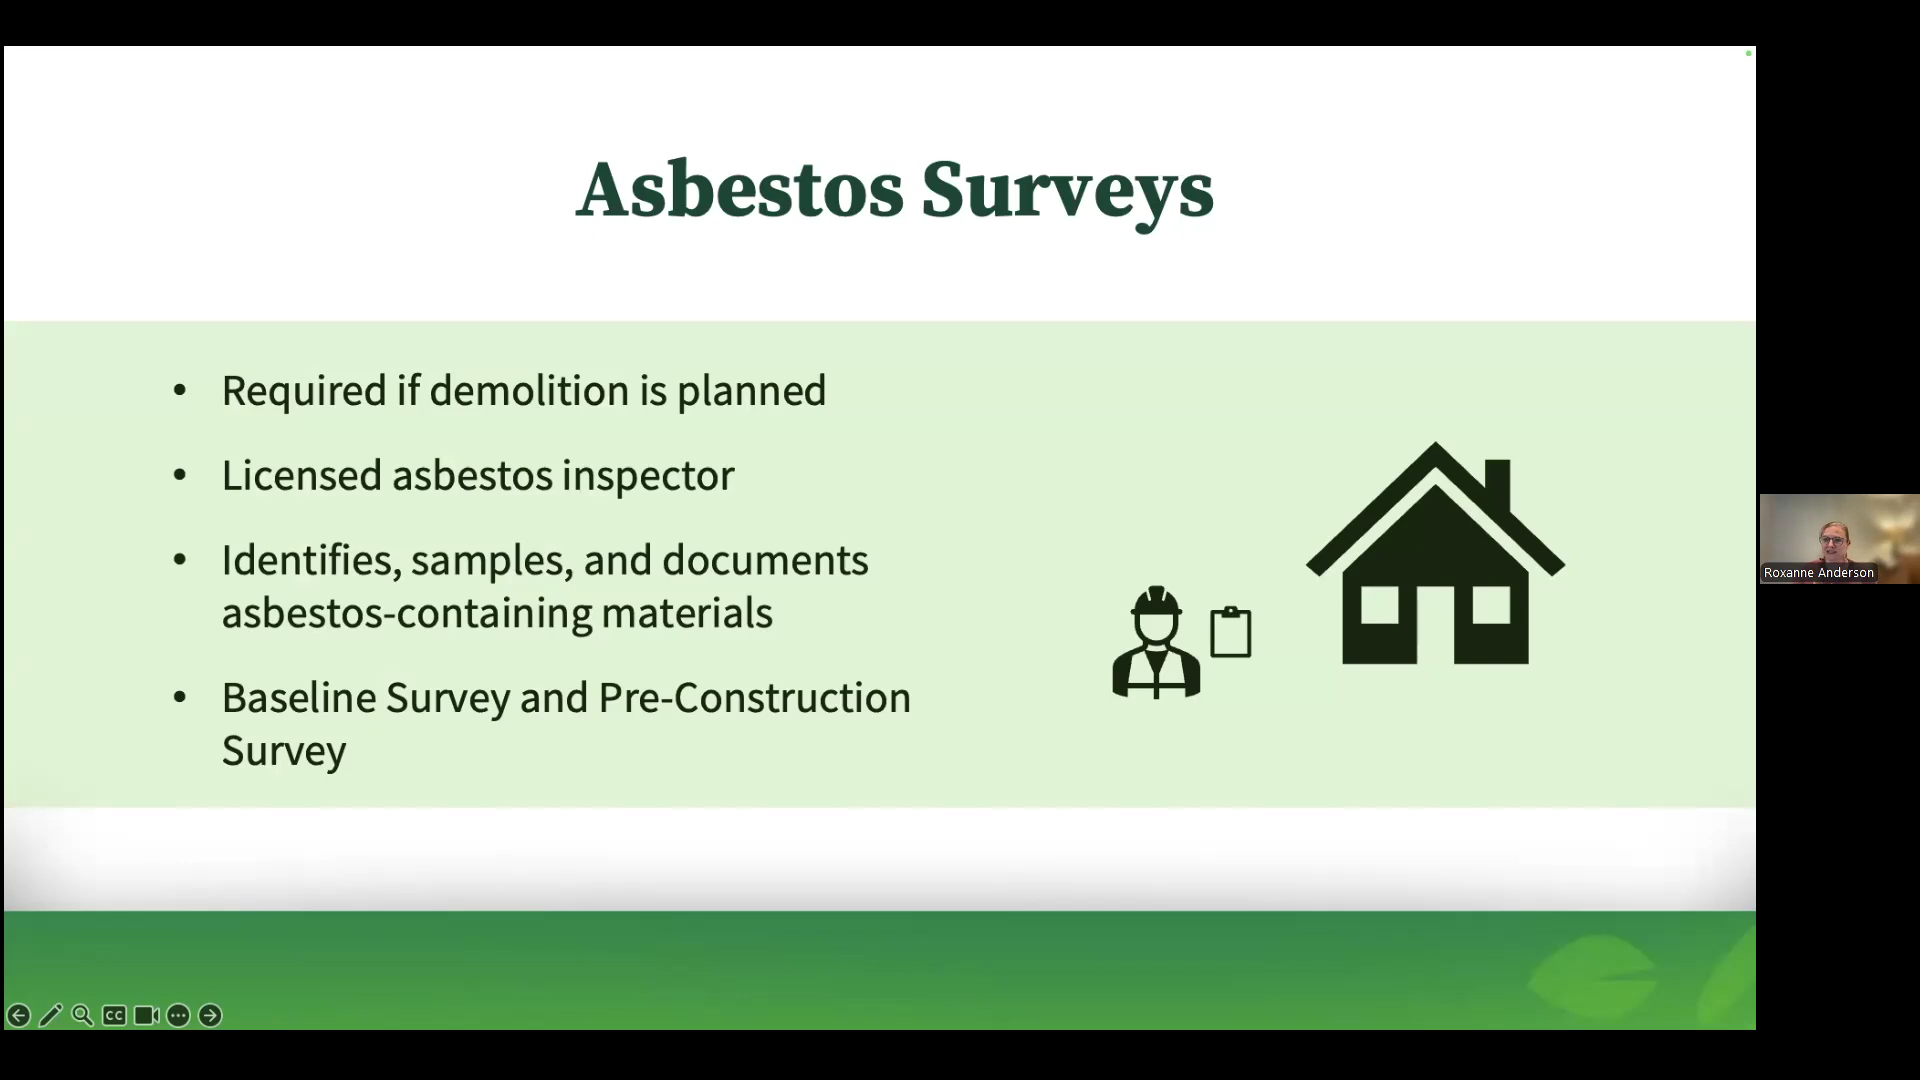 Asbestos Surveys
• Required if demolition is planned
• Licensed asbestos inspector
• Identifies, samples, and documents
asbestos-containing materials
• Baseline Survey and Pre-Construction
Survey
Roxanne Anderson
CC